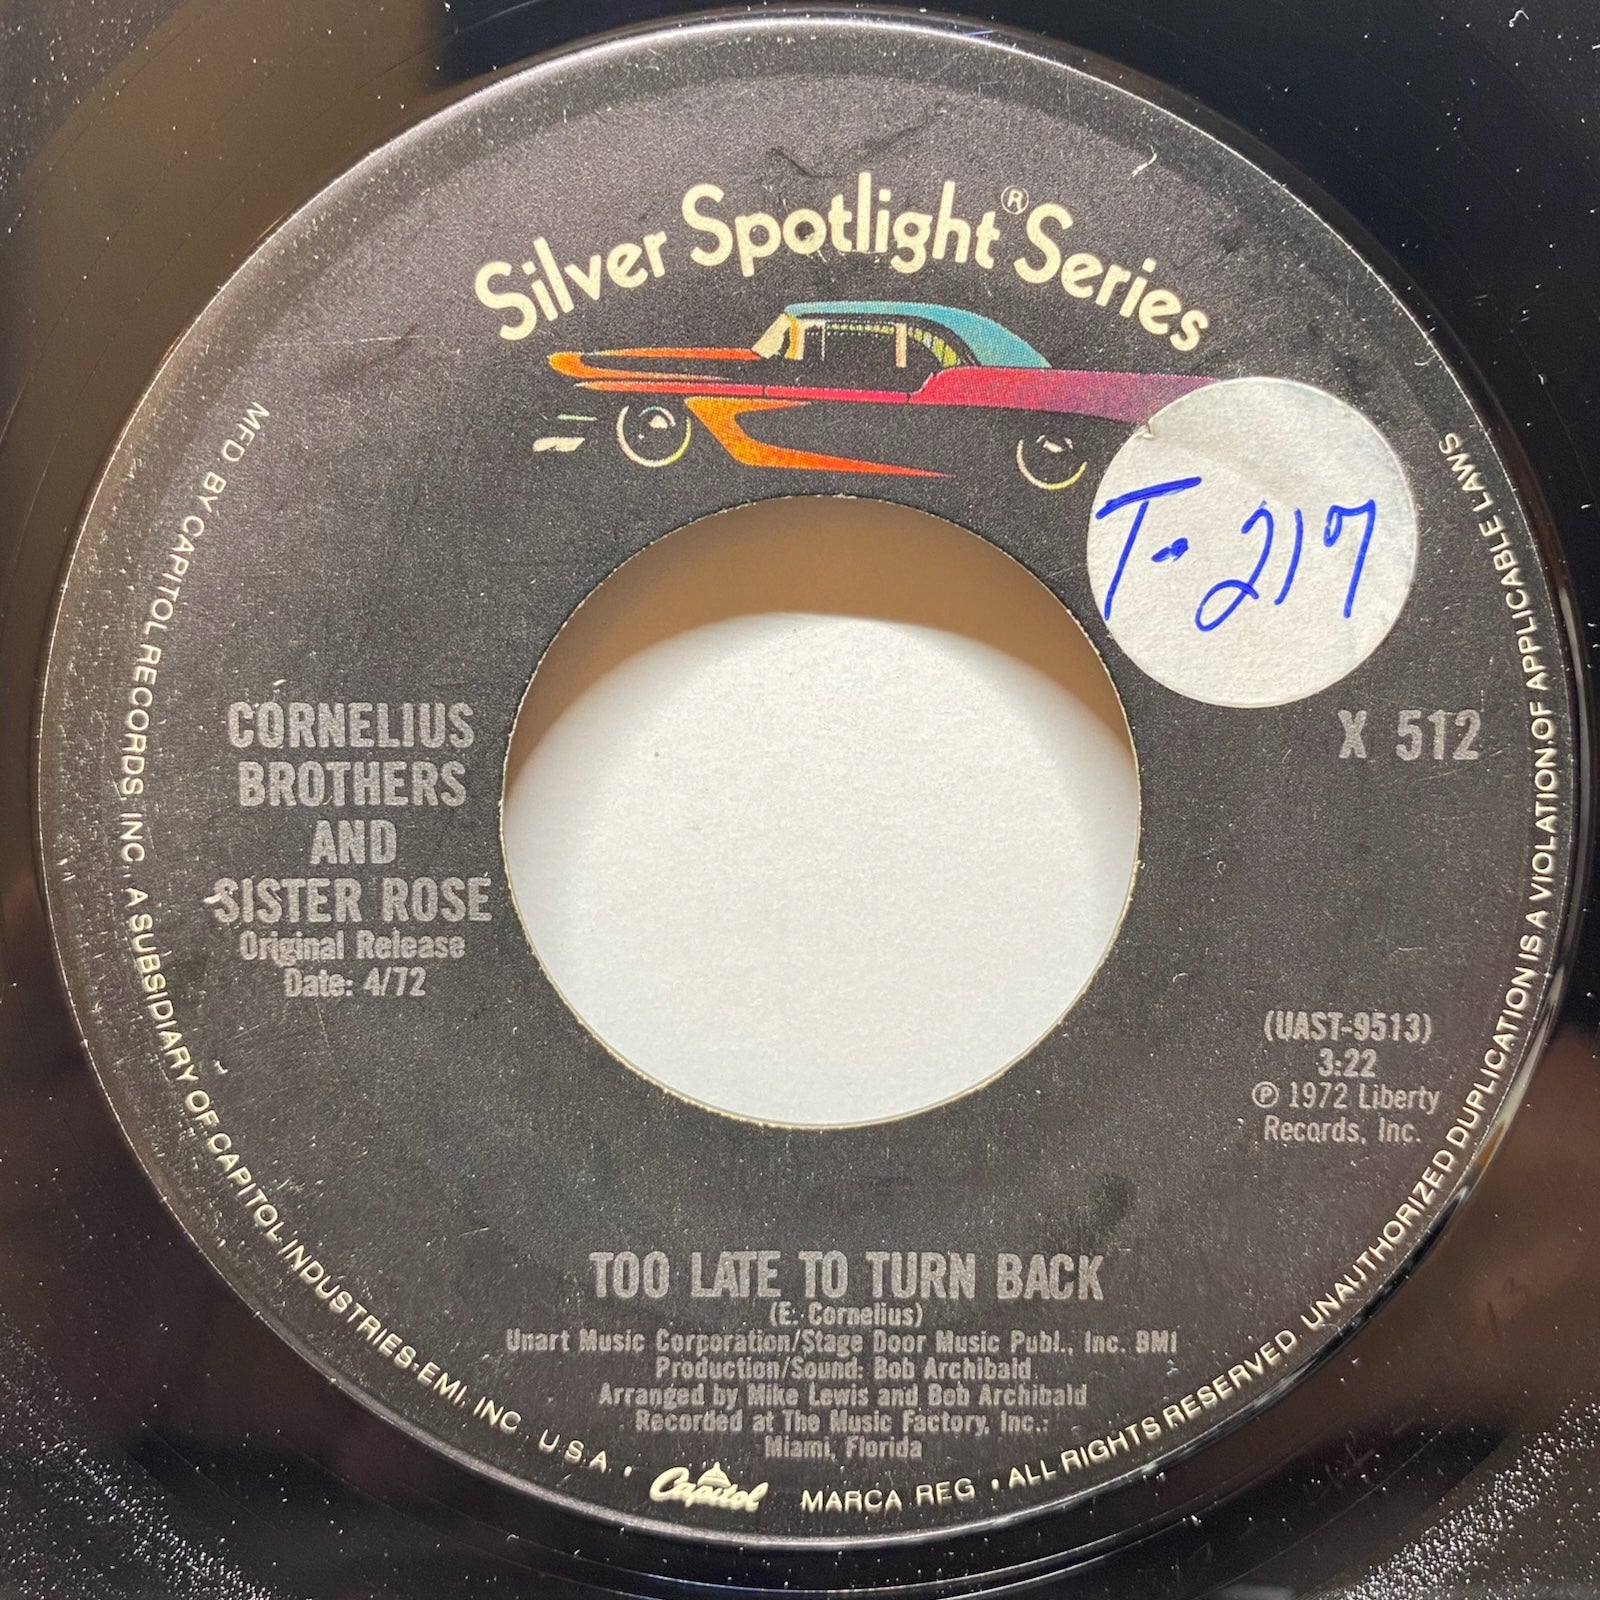 Silver Spotlight® Series
T-217
X 512
CORNELIUS
BROTHERS
AND
SISTER ROSE
Original Release
Date: 4/72
(UAST-9513)
3:22
℗ 1972 Liberty
Records, Inc.
TOO LATE TO TURN BACK
(E. Cornelius)
Unart Music Corporation/Stage Door Music Publ., Inc. BMI
Production/Sound: Bob Archibald
Arranged by Mike Lewis and Bob Archibald
Recorded at The Music Factory, Inc.:
Miami, Florida
MFD BY CAPITOL RECORDS, INC., A SUBSIDIARY OF CAPITOL INDUSTRIES-EMI, INC. U.S.A. • Capitol MARCA REG • ALL RIGHTS RESERVED UNAUTHORIZED DUPLICATION IS A VIOLATION OF APPLICABLE LAWS